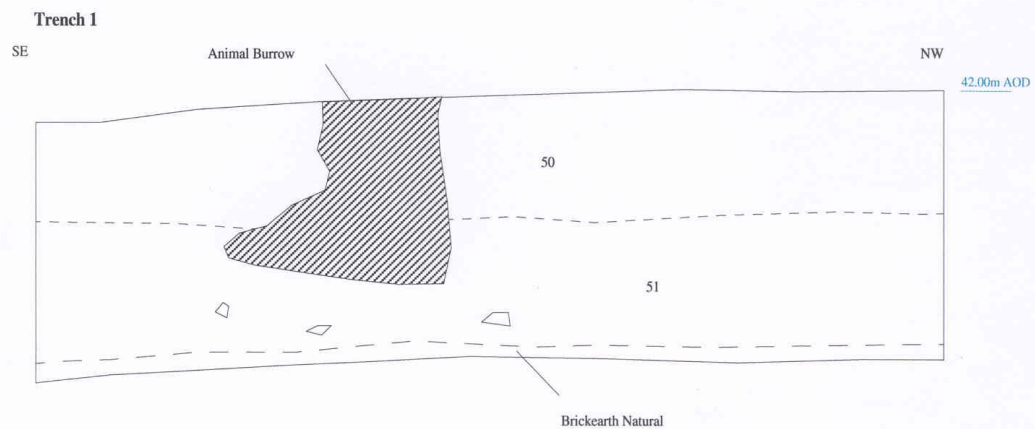 Trench 1
SE
Animal Burrow
NW
42.00m AOD
50
51
Brickearth Natural